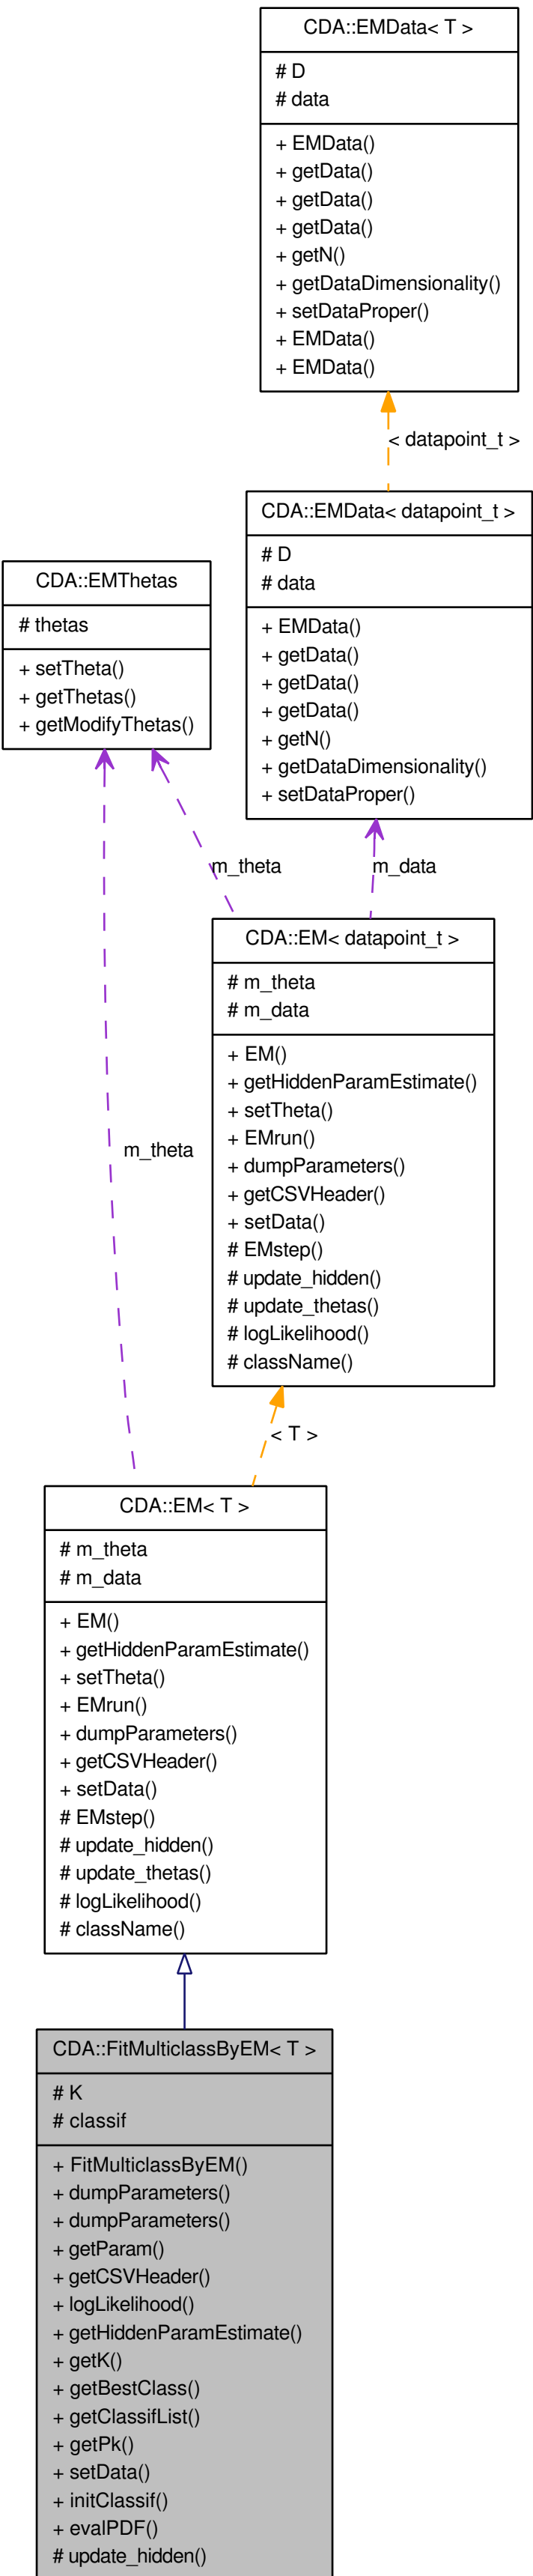 CDA::EMData< T >
# D
# data
+ EMData()
+ getData()
+ getData()
+ getData()
+ getN()
+ getDataDimensionality()
+ setDataProper()
+ EMData()
+ EMData()
< datapoint_t >
CDA::EMData< datapoint_t >
# D
# data
+ EMData()
+ getData()
+ getData()
+ getData()
+ getN()
+ getDataDimensionality()
+ setDataProper()
CDA::EMThetas
# thetas
+ setTheta()
+ getThetas()
+ getModifyThetas()
m_theta
m_data
CDA::EM< datapoint_t >
# m_theta
# m_data
+ EM()
+ getHiddenParamEstimate()
+ setTheta()
+ EMrun()
+ dumpParameters()
+ getCSVHeader()
+ setData()
# EMstep()
# update_hidden()
# update_thetas()
# logLikelihood()
# className()
m_theta
< T >
CDA::EM< T >
# m_theta
# m_data
+ EM()
+ getHiddenParamEstimate()
+ setTheta()
+ EMrun()
+ dumpParameters()
+ getCSVHeader()
+ setData()
# EMstep()
# update_hidden()
# update_thetas()
# logLikelihood()
# className()
CDA::FitMulticlassByEM< T >
# K
# classif
+ FitMulticlassByEM()
+ dumpParameters()
+ dumpParameters()
+ getParam()
+ getCSVHeader()
+ logLikelihood()
+ getHiddenParamEstimate()
+ getK()
+ getBestClass()
+ getClassifList()
+ getPk()
+ setData()
+ initClassif()
+ evalPDF()
# update_hidden()